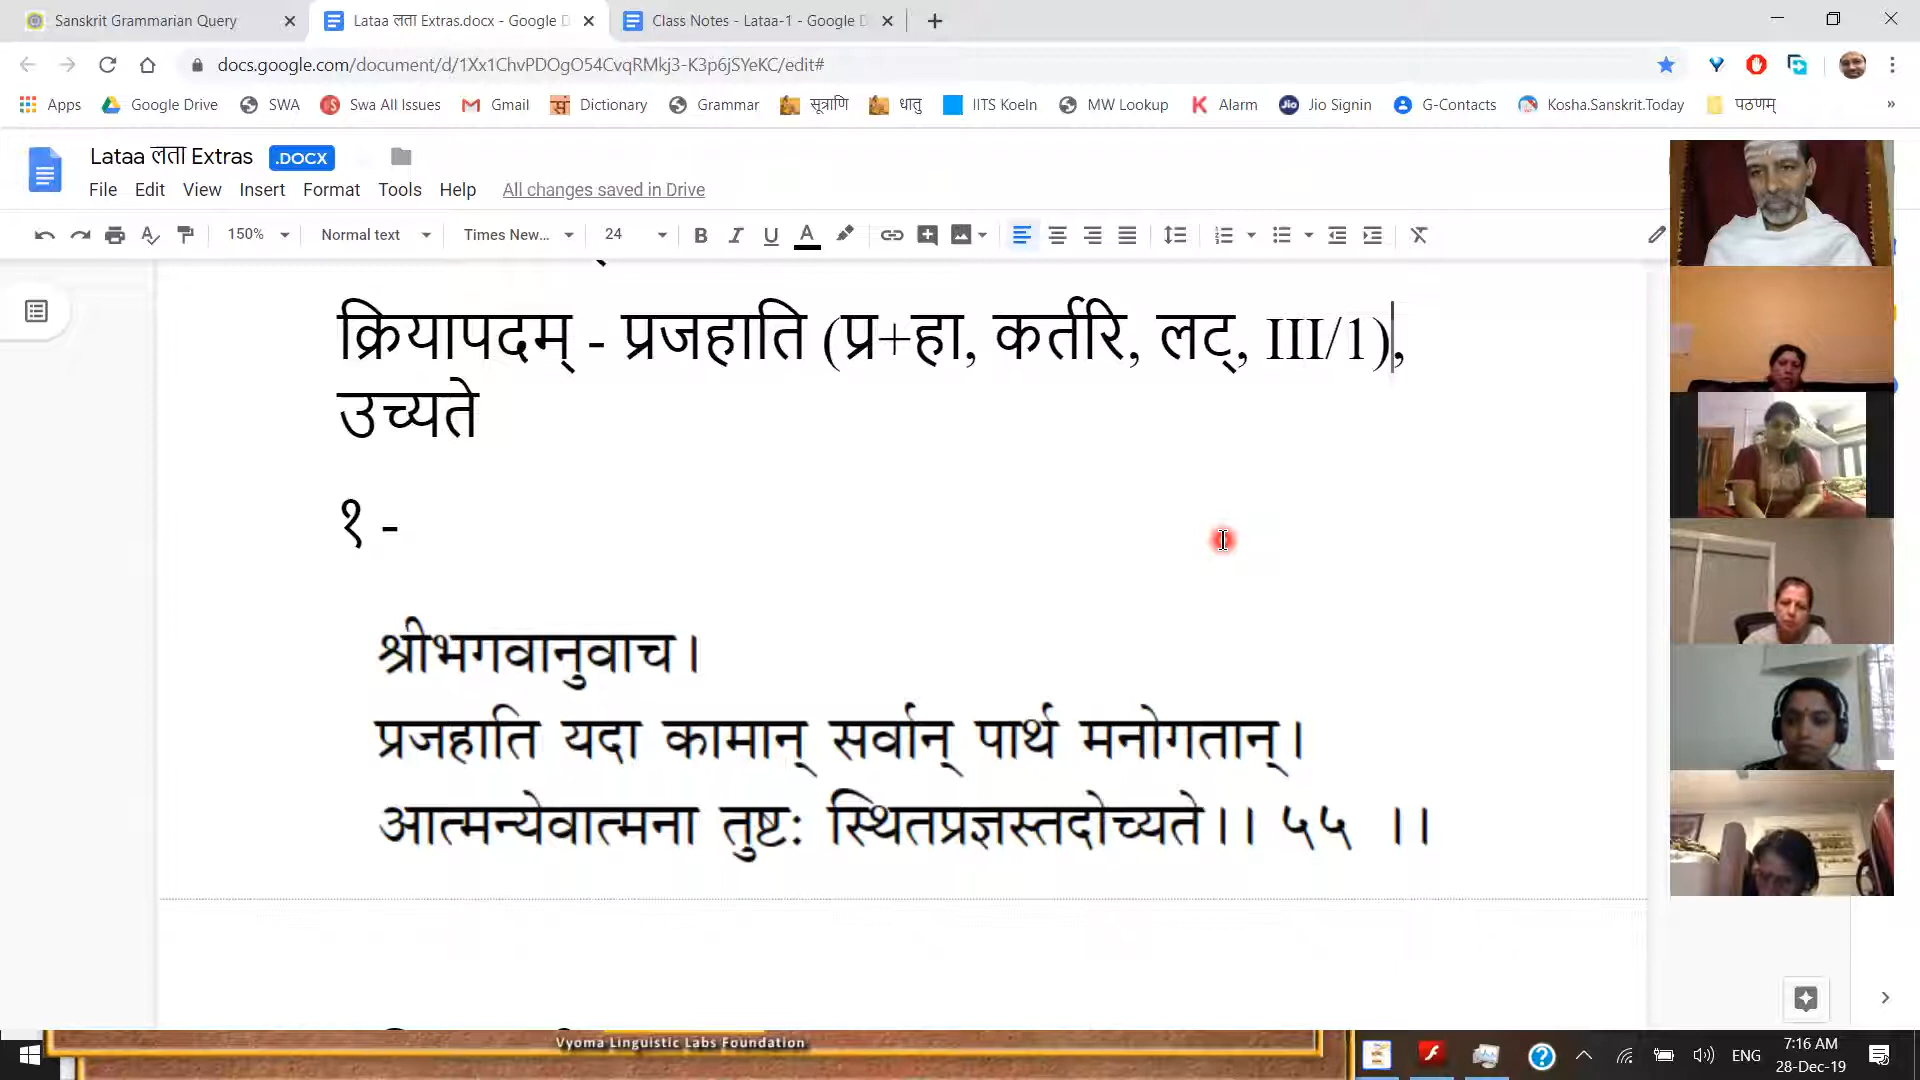 Sanskrit Grammarian Query
Lataa लता Extras.docx - Google D
Class Notes - Lataa-1 - Google D
docs.google.com/document/d/1Xx1ChvPDOgO54CvqRMkj3-K3p6jSYeKC/edit#
Apps Google Drive SWA Swa All Issues Gmail Dictionary Grammar सूत्राणि धातु IITS Koeln MW Lookup Alarm Jio Signin G-Contacts Kosha.Sanskrit.Today पठणम् »
Lataa लता Extras .DOCX
File Edit View Insert Format Tools Help All changes saved in Drive
150% Normal text Times New... 24
क्रियापदम् - प्रजहाति (प्र+हा, कर्तरि, लट्, III/1),
उच्यते
१ -
श्रीभगवानुवाच।
प्रजहाति यदा कामान् सर्वान् पार्थ मनोगतान्।
आत्मन्येवात्मना तुष्टः स्थितप्रज्ञस्तदोच्यते।। ५५ ।।
Vyoma Linguistic Labs Foundation
ENG
7:16 AM
28-Dec-19